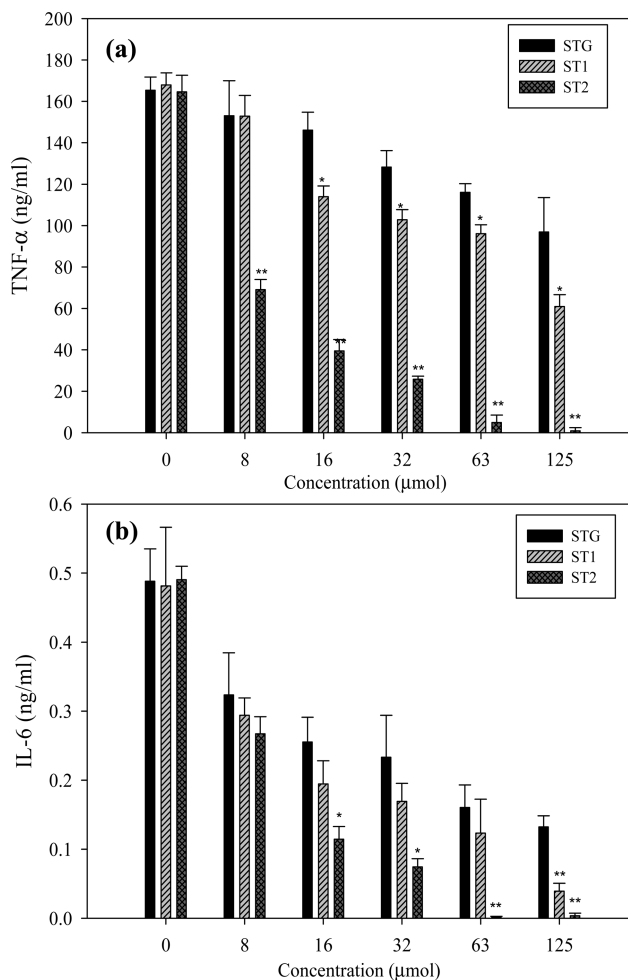 (a)
STG
ST1
ST2
TNF-α (ng/ml)
200
180
160
140
120
100
80
60
40
20
0
**
*
**
*
**
*
**
*
**
0 8 16 32 63 125
Concentration (μmol)
(b)
STG
ST1
ST2
IL-6 (ng/ml)
0.6
0.5
0.4
0.3
0.2
0.1
0.0
*
*
**
**
**
0 8 16 32 63 125
Concentration (μmol)